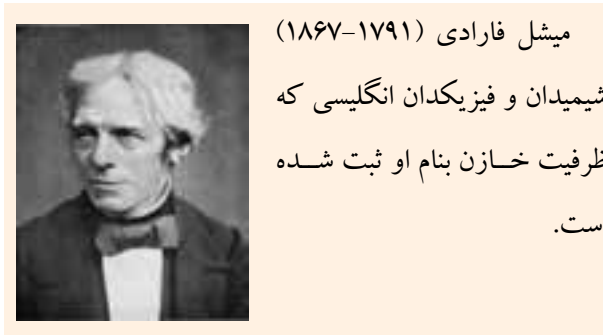 میشل فارادی (۱۸۶۷-۱۷۹۱)
شیمیدان و فیزیکدان انگلیسی که
ظرفیت خازن بنام او ثبت شده
است.